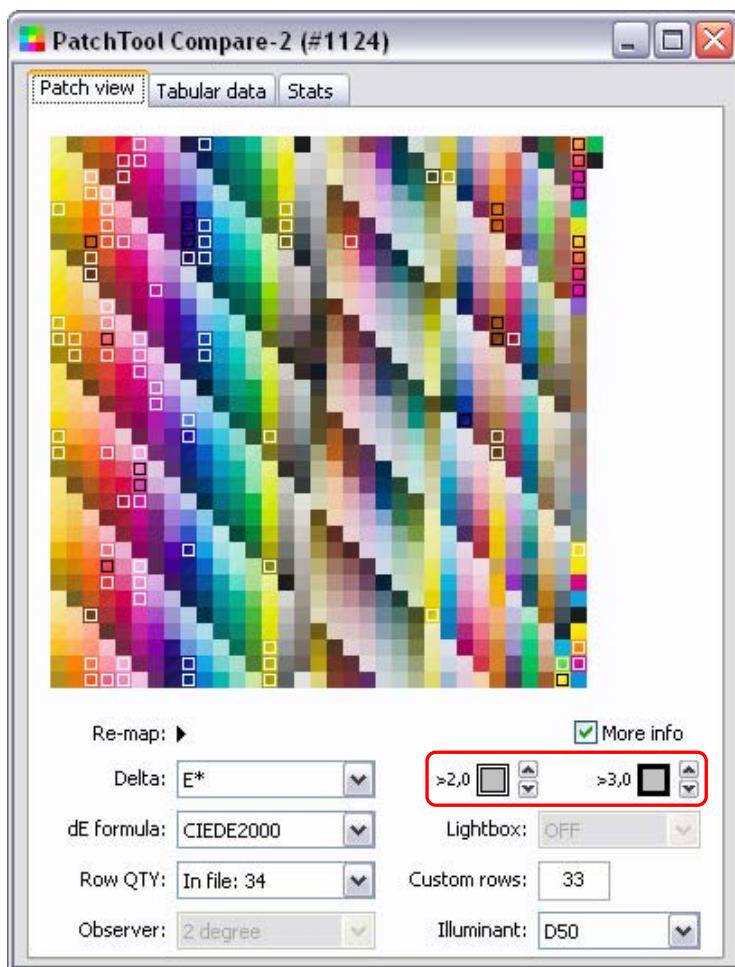 PatchTool Compare-2 (#1124)
Patch view Tabular data Stats
Re-map: More info
Delta: E* >2,0 >3,0
dE formula: CIEDE2000 Lightbox: OFF
Row QTY: In file: 34 Custom rows: 33
Observer: 2 degree Illuminant: D50